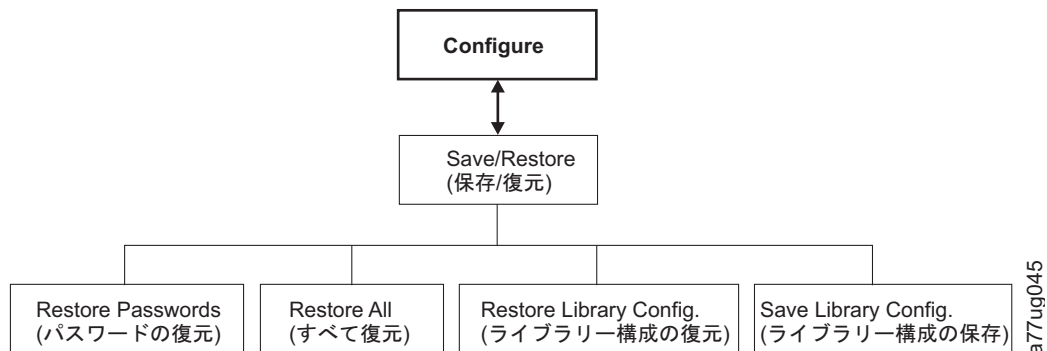 Configure
Save/Restore
(保存/復元)
Restore Passwords
(パスワードの復元)
Restore All
(すべて復元)
Restore Library Config.
(ライブラリー構成の復元)
Save Library Config.
(ライブラリー構成の保存)
a77ug045